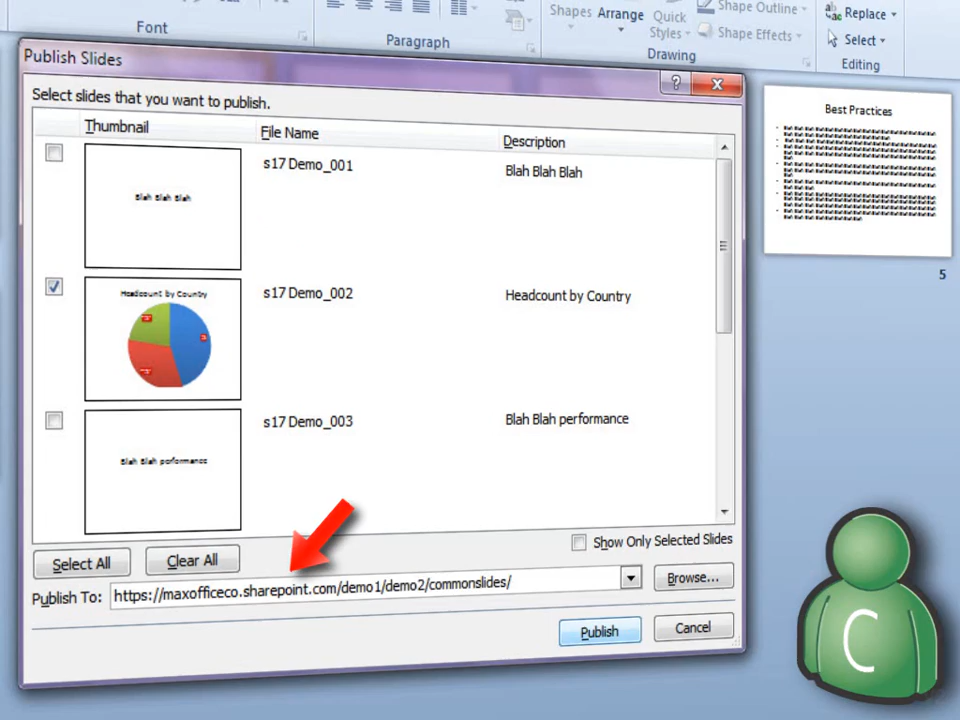 Font
Paragraph
Shapes
Arrange
Quick
Styles
Shape Outline
Shape Effects
Drawing
Replace
Select
Editing
Publish Slides
?
Select slides that you want to publish.
Thumbnail File Name Description
Blah Blah Blah
s17 Demo_001
Blah Blah Blah
Headcount by Country
s17 Demo_002
Headcount by Country
Blah Blah performance
s17 Demo_003
Blah Blah performance
Select All Clear All
Show Only Selected Slides
Publish To: https://maxofficeco.sharepoint.com/demo1/demo2/commonslides/ Browse...
Publish Cancel
Best Practices
5
C